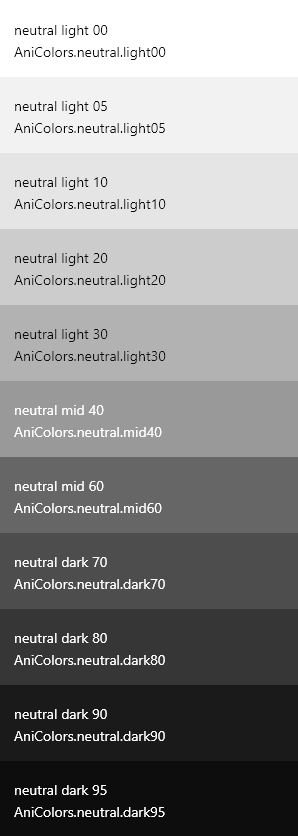 neutral light 00
AniColors.neutral.light00
neutral light 05
AniColors.neutral.light05
neutral light 10
AniColors.neutral.light10
neutral light 20
AniColors.neutral.light20
neutral light 30
AniColors.neutral.light30
neutral mid 40
AniColors.neutral.mid40
neutral mid 60
AniColors.neutral.mid60
neutral dark 70
AniColors.neutral.dark70
neutral dark 80
AniColors.neutral.dark80
neutral dark 90
AniColors.neutral.dark90
neutral dark 95
AniColors.neutral.dark95